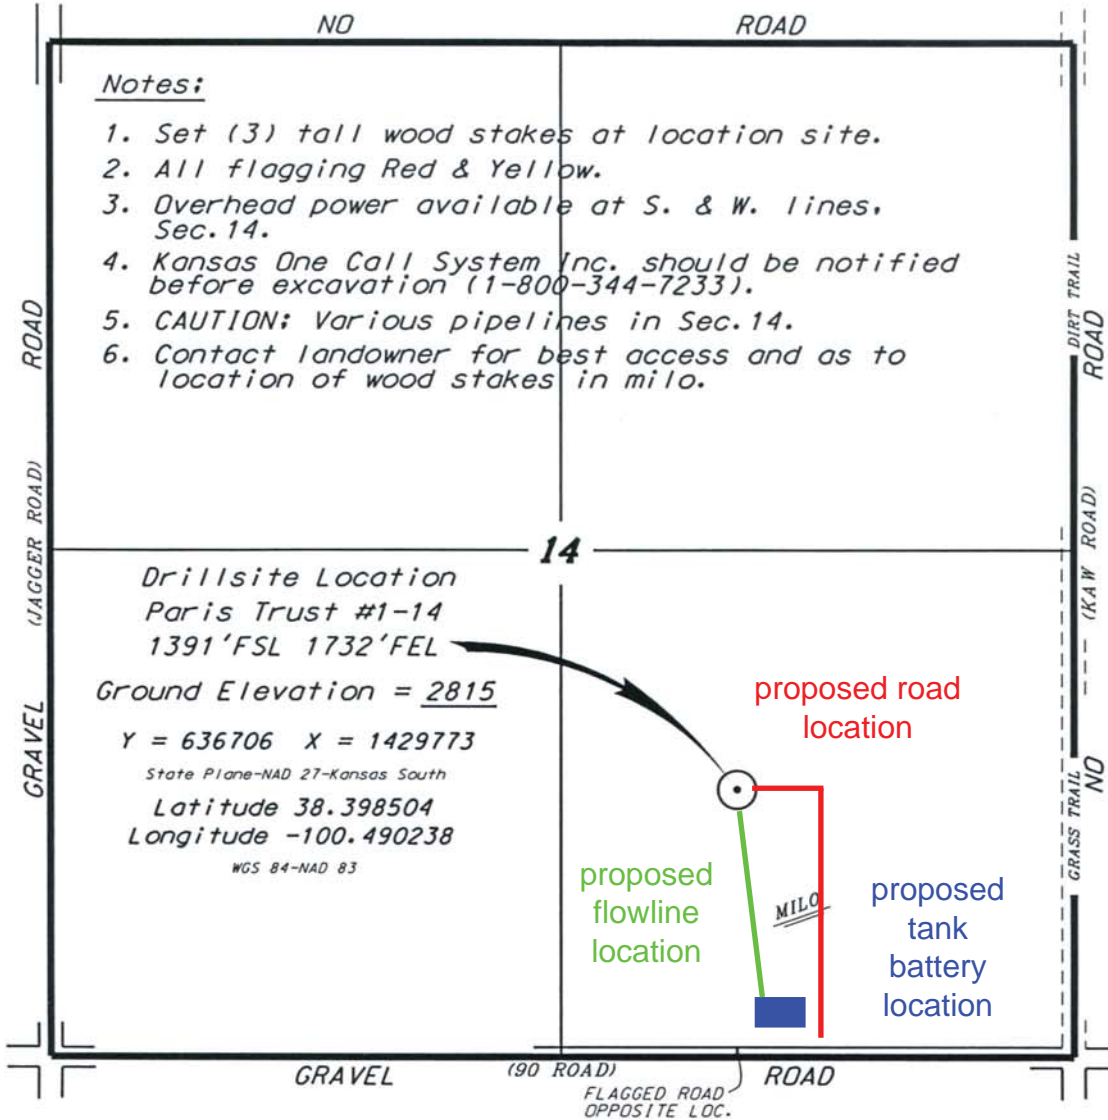 NO ROAD
Notes:
1. Set (3) tall wood stakes at location site.
2. All flagging Red & Yellow.
3. Overhead power available at S. & W. lines,
Sec.14.
4. Kansas One Call System Inc. should be notified
before excavation (1-800-344-7233).
5. CAUTION: Various pipelines in Sec.14.
6. Contact landowner for best access and as to
location of wood stakes in milo.
GRAVEL (JAGGER ROAD) ROAD
DIRT TRAIL
NO (KAW ROAD) ROAD
GRASS TRAIL
14
Drillsite Location
Paris Trust #1-14
1391'FSL 1732'FEL
Ground Elevation = 2815
Y = 636706 X = 1429773
State Plane-NAD 27-Kansas South
Latitude 38.398504
Longitude -100.490238
WGS 84-NAD 83
proposed road
location
proposed
flowline
location
MILO
proposed
tank
battery
location
GRAVEL (90 ROAD) ROAD
FLAGGED ROAD
OPPOSITE LOC.